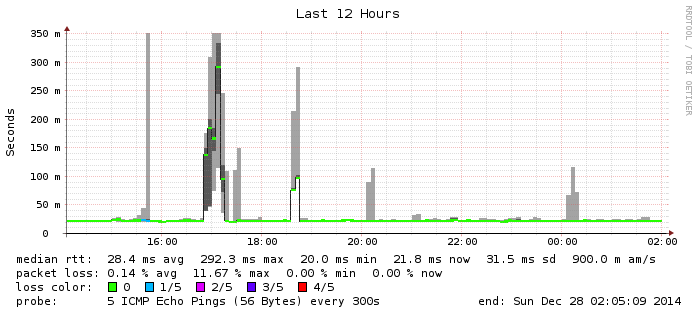 Last 12 Hours
RRDTOOL / TOBI OETIKER
Seconds
350 m
300 m
250 m
200 m
150 m
100 m
50 m
0
16:00 18:00 20:00 22:00 00:00 02:00
median rtt: 28.4 ms avg 292.3 ms max 20.0 ms min 21.8 ms now 31.5 ms sd 900.0 m am/s
packet loss: 0.14 % avg 11.67 % max 0.00 % min 0.00 % now
loss color: 0 1/5 2/5 3/5 4/5
probe: 5 ICMP Echo Pings (56 Bytes) every 300s end: Sun Dec 28 02:05:09 2014